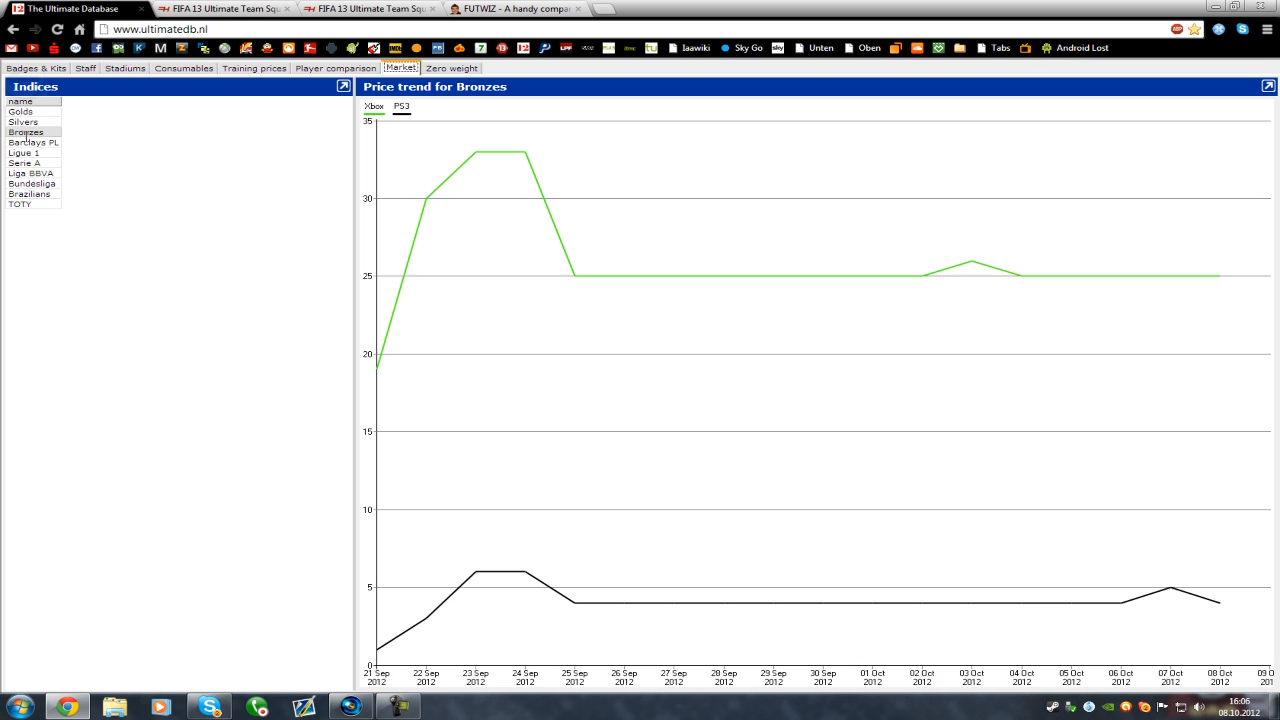 The Ultimate Database
FIFA 13 Ultimate Team Squ
FIFA 13 Ultimate Team Squ
FUTWIZ - A handy compar
www.ultimatedb.nl
laawiki
Sky Go
sky
Unten
Oben
Tabs
Android Lost
Badges & Kits
Staff
Stadiums
Consumables
Training prices
Player comparison
Market
Zero weight
Indices
name
Golds
Silvers
Bronzes
Barclays PL
Ligue 1
Serie A
Liga BBVA
Bundesliga
Brazilians
TOTY
Price trend for Bronzes
Xbox PS3
35
30
25
20
15
10
5
0
21 Sep 2012
22 Sep 2012
23 Sep 2012
24 Sep 2012
25 Sep 2012
26 Sep 2012
27 Sep 2012
28 Sep 2012
29 Sep 2012
30 Sep 2012
01 Oct 2012
02 Oct 2012
03 Oct 2012
04 Oct 2012
05 Oct 2012
06 Oct 2012
07 Oct 2012
08 Oct 2012
09 O
201
16:06
08.10.2012